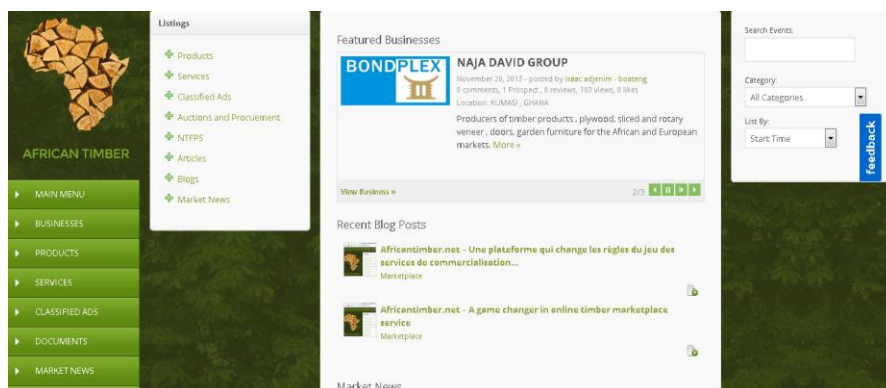 AFRICAN TIMBER
MAIN MENU
BUSINESSES
PRODUCTS
SERVICES
CLASSIFIED ADS
DOCUMENTS
MARKET NEWS
Listings
Products
Services
Classified Ads
Auctions and Procuement
NTFPS
Articles
Blogs
Market News
Featured Businesses
BONDPLEX
NAJA DAVID GROUP
November 20, 2013 - posted by isaac adjenim - boateng
0 comments, 1 Prospect , 0 reviews, 183 views, 0 likes
Location: KUMASI , GHANA
Producers of timber products , plywood, sliced and rotary
veneer , doors, garden furniture for the African and European
markets. More »
View Business »
2/3
Recent Blog Posts
Africantimber.net - Une plateforme qui change les règles du jeu des
services de commercialisation...
Marketplace
Africantimber.net - A game changer in online timber marketplace
service
Marketplace
Market News
Search Events:
Category:
All Categories
List By:
Start Time
feedback